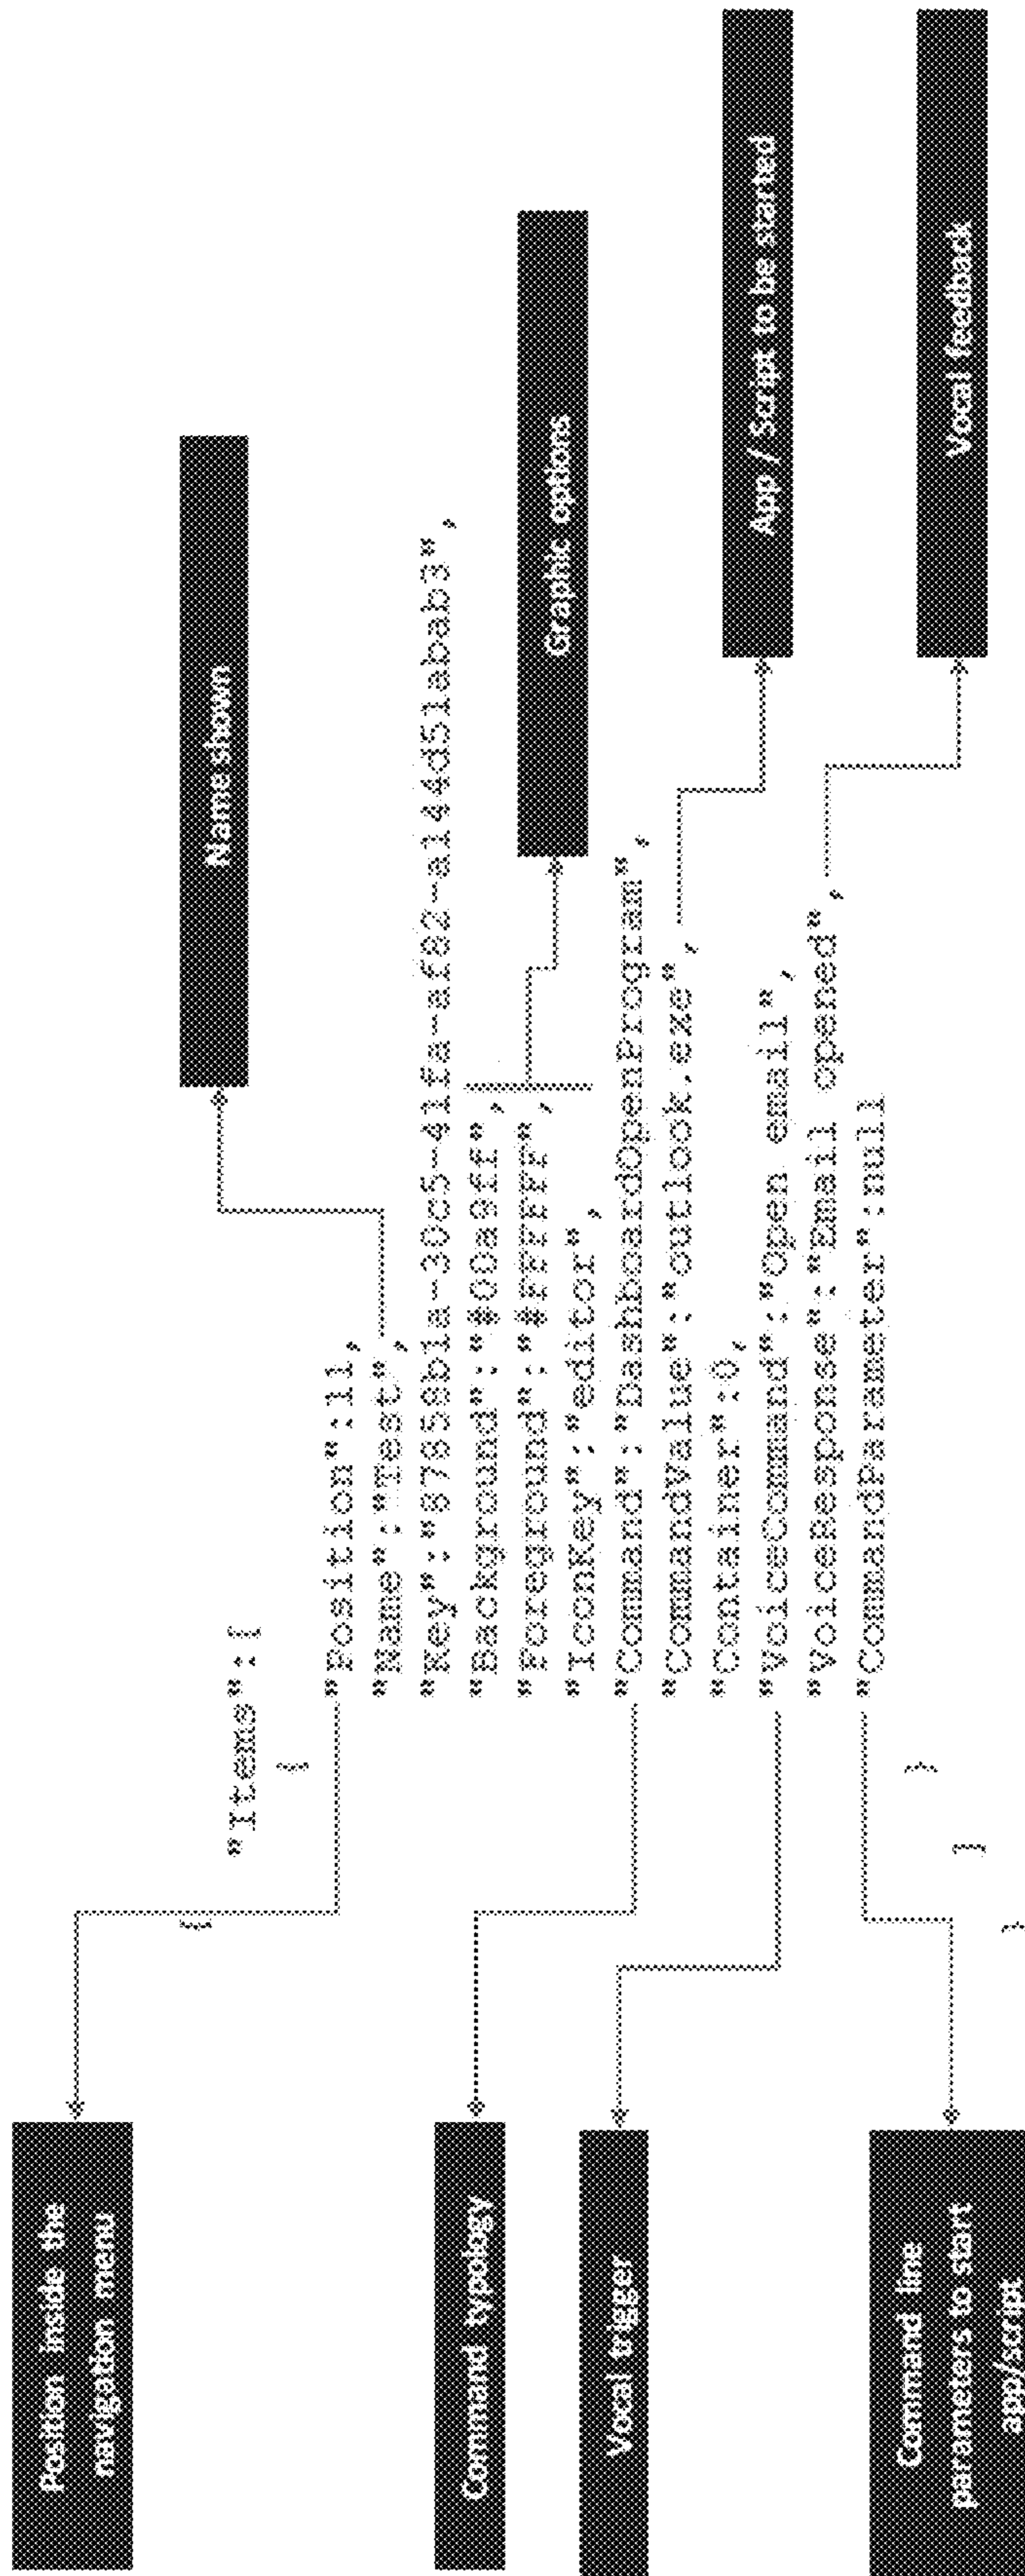 Position inside the
navigation menu
Name shown
{
"Items":[
{
"Position":11,
"Name":"Test",
"Key":"87858b1a-30c5-41fa-af82-a144d51abab3",
"Background":"#00a9ff",
"Foreground":"#FFFFFF",
"IconKey":"editor",
"Command":"DashboardOpenProgram",
"CommandValue":"outlook.exe",
"Container":0,
"VoiceCommand":"Open email",
"VoiceResponse":"Email opened",
"CommandParameter":null
}
]
}
Graphic options
Command typology
App / Script to be started
Vocal trigger
Vocal feedback
Command line
parameters to start
app/script